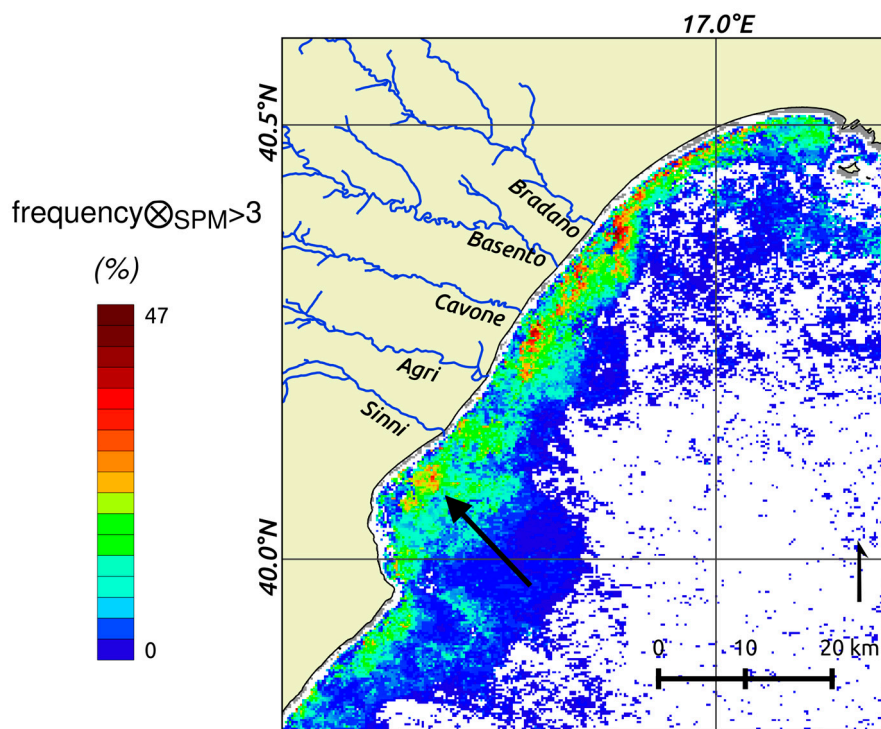 17.0°E
40.5°N
frequency⊗SPM>3
(%)
47
0
Bradano
Basento
Cavone
Agri
Sinni
40.0°N
0 10 20 km